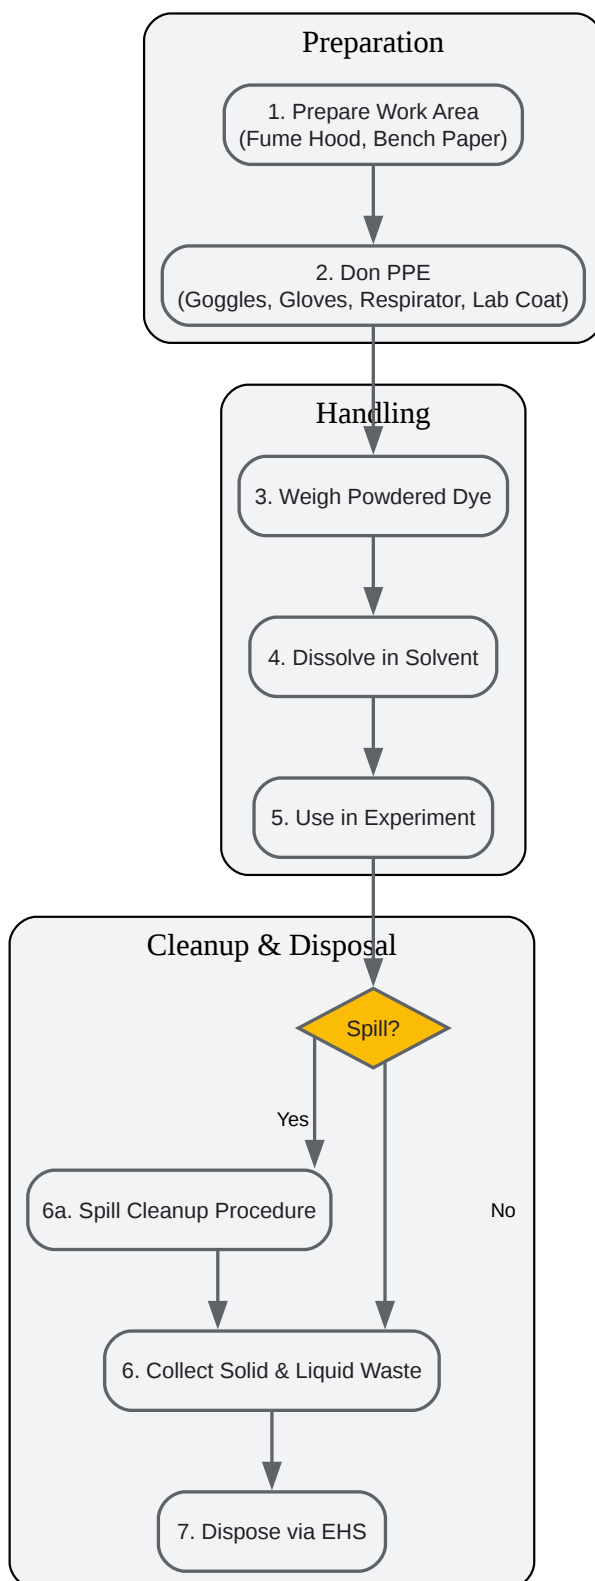 Preparation
1. Prepare Work Area
(Fume Hood, Bench Paper)
2. Don PPE
(Goggles, Gloves, Respirator, Lab Coat)
Handling
3. Weigh Powdered Dye
4. Dissolve in Solvent
5. Use in Experiment
Cleanup & Disposal
Spill?
Yes
6a. Spill Cleanup Procedure
No
6. Collect Solid & Liquid Waste
7. Dispose via EHS